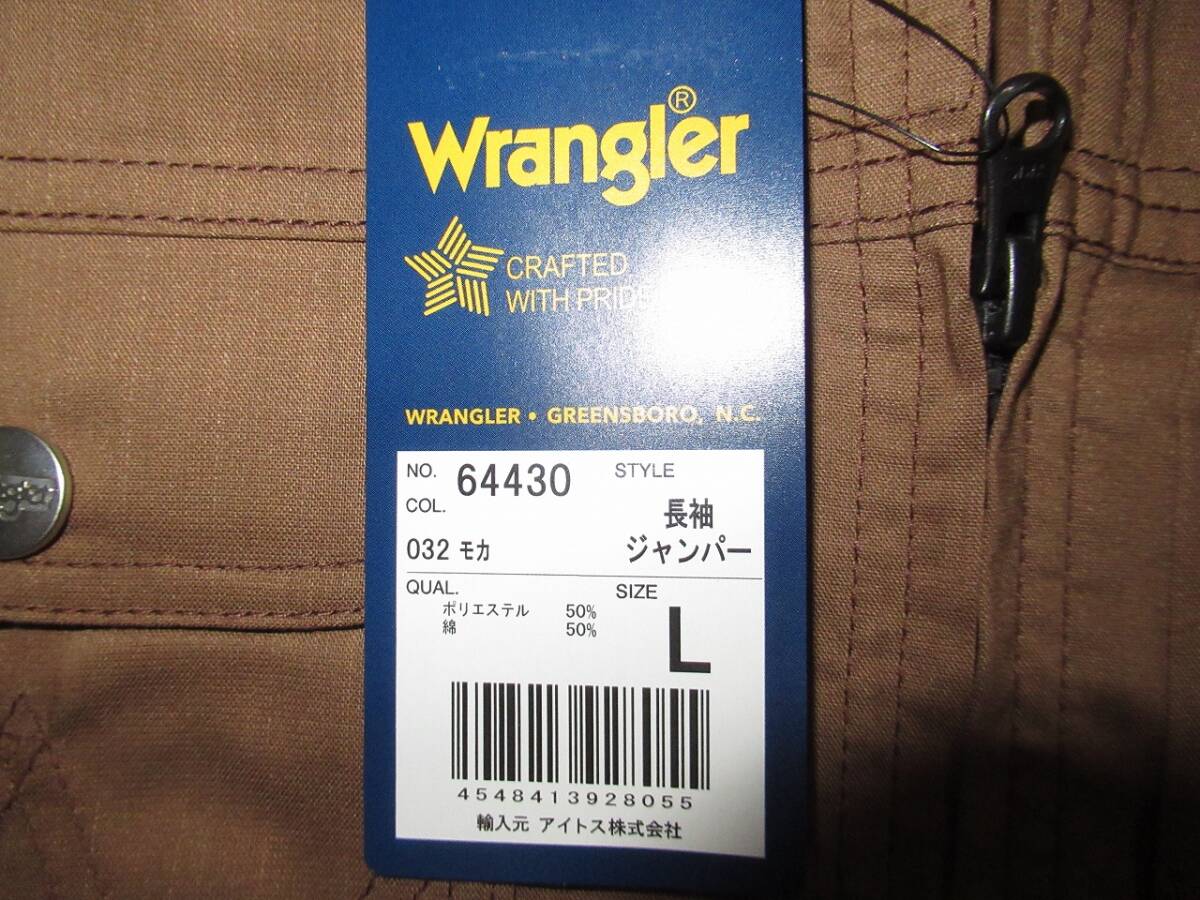 Wrangler®
CRAFTED
WITH PRIDE
WRANGLER • GREENSBORO, N.C.
NO. 64430
STYLE
COL.
長袖
032 モカ
ジャンパー
QUAL.
SIZE
ポリエステル 50%
綿 50%
L
4548413928055
輸入元 アイトス株式会社